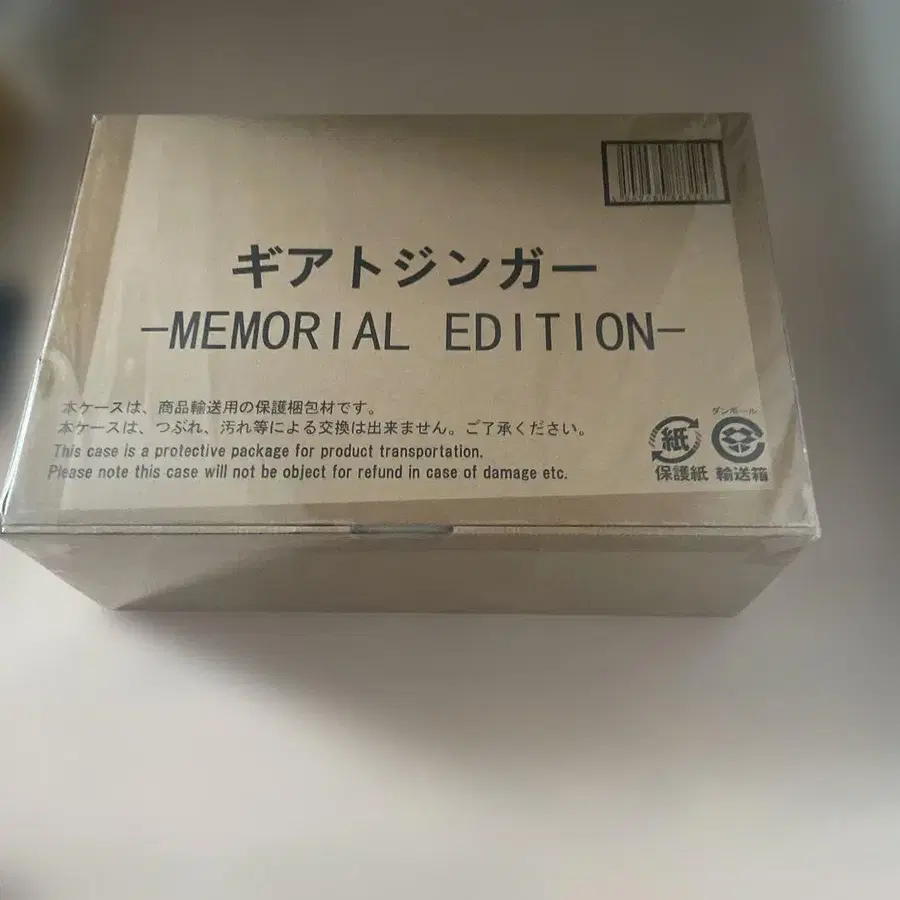 ギアトジンガー
-MEMORIAL EDITION-
本ケースは、商品輸送用の保護梱包材です。
本ケースは、つぶれ、汚れ等による交換は出来ません。ご了承ください。
This case is a protective package for product transportation.
Please note this case will not be object for refund in case of damage etc.
紙
保護紙
ダンボール
輸送箱